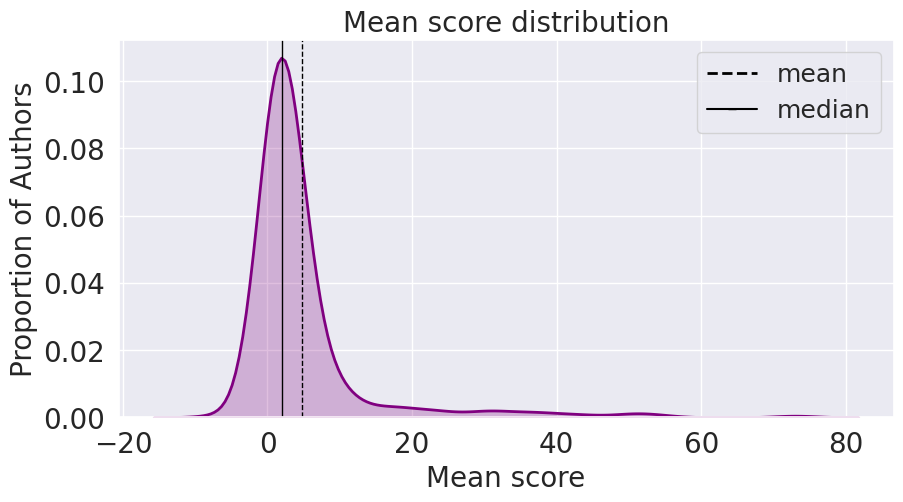 Mean score distribution
mean
median
Proportion of Authors
0.10
0.08
0.06
0.04
0.02
0.00
−20 0 20 40 60 80
Mean score